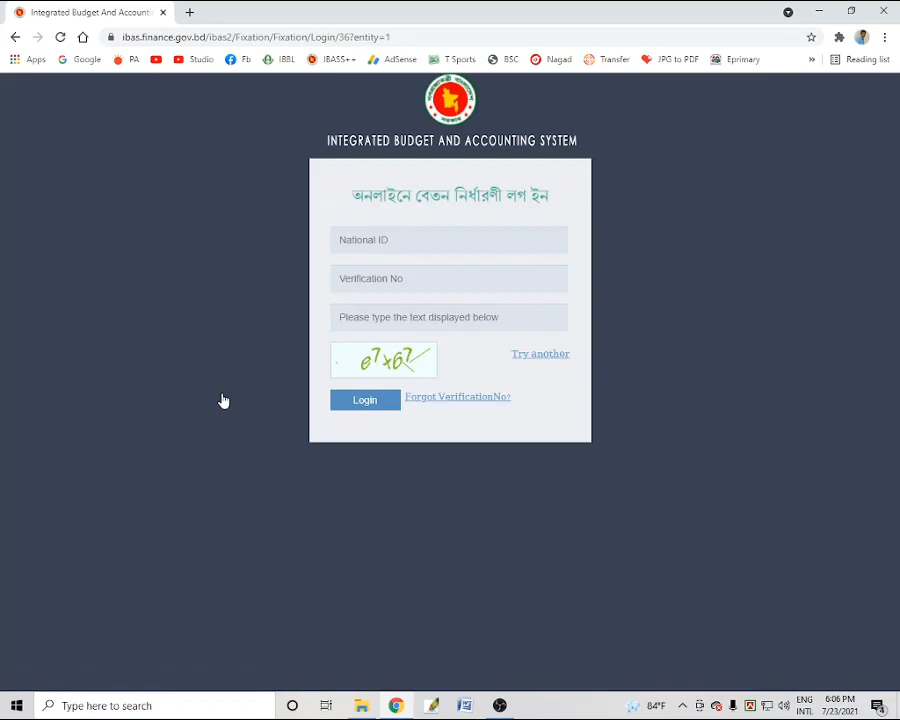 Integrated Budget And Accountin
ibas.finance.gov.bd/ibas2/Fixation/Fixation/Login/36?entity=1
Apps Google PA Studio Fb IBBL IBASS++ AdSense T Sports BSC Nagad Transfer JPG to PDF Eprimary » Reading list
INTEGRATED BUDGET AND ACCOUNTING SYSTEM
অনলাইনে বেতন নির্ধারণী লগ ইন
National ID
Verification No
Please type the text displayed below
Try another
Login Forgot VerificationNo?
Type here to search
84°F
ENG
INTL
6:06 PM
7/23/2021
4